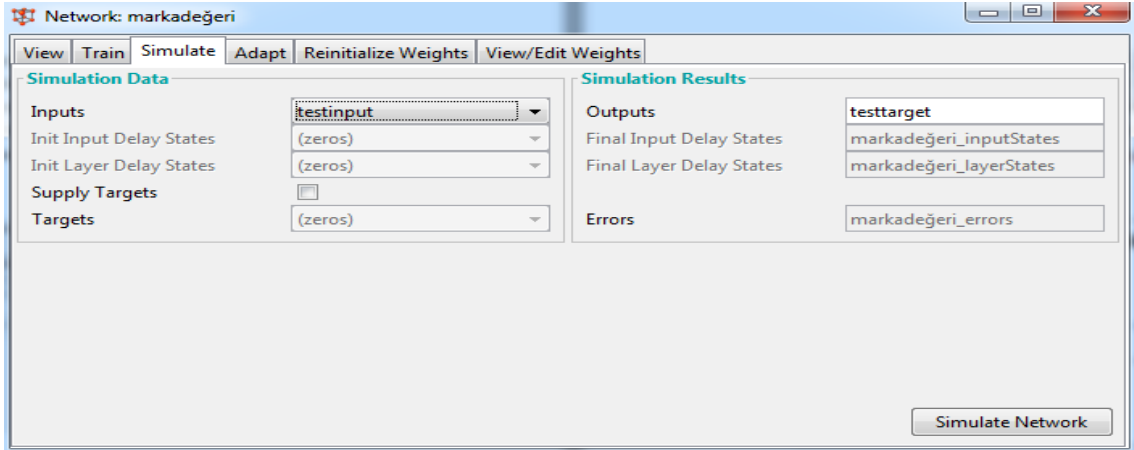 Network: markadeğeri
View Train Simulate Adapt Reinitialize Weights View/Edit Weights
Simulation Data
Inputs testinput
Init Input Delay States (zeros)
Init Layer Delay States (zeros)
Supply Targets
Targets (zeros)
Simulation Results
Outputs testtarget
Final Input Delay States markadeğeri_inputStates
Final Layer Delay States markadeğeri_layerStates
Errors markadeğeri_errors
Simulate Network